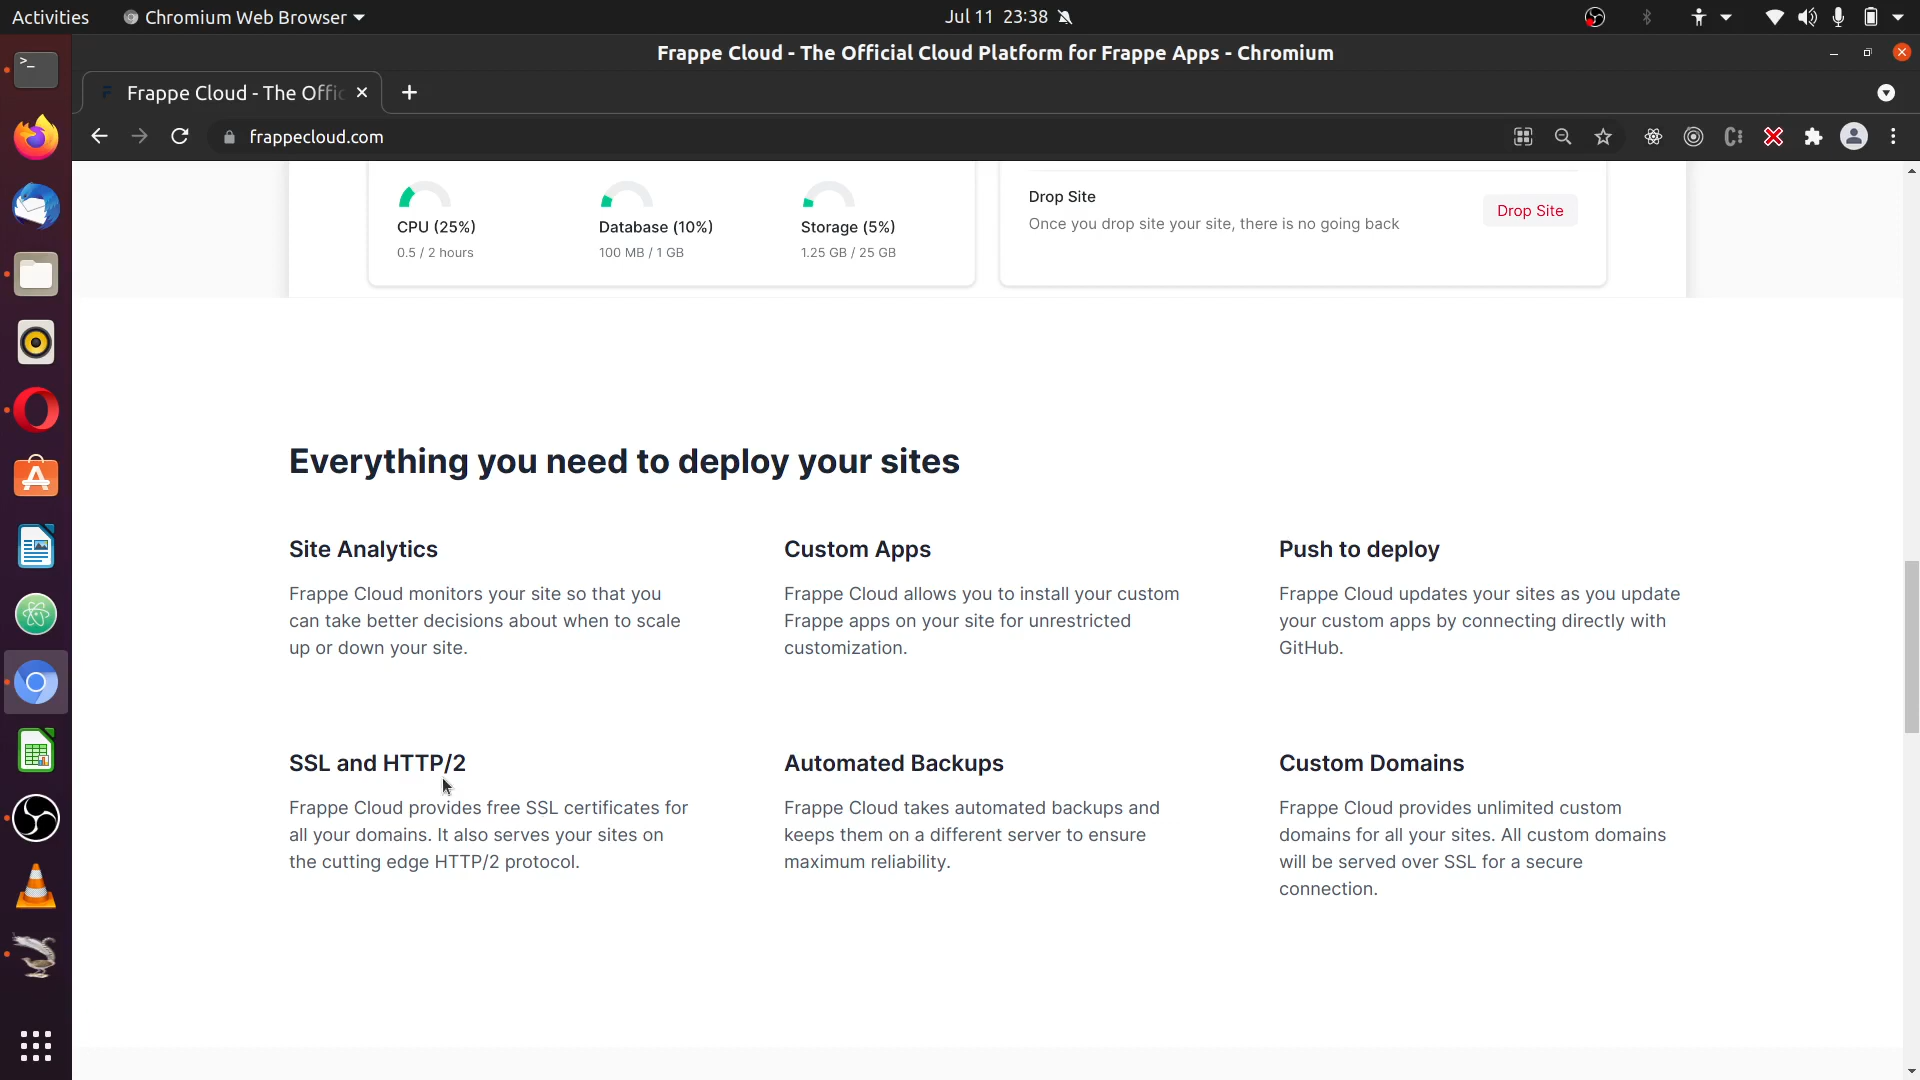 Activities
Chromium Web Browser
Jul 11 23:38
Frappe Cloud - The Official Cloud Platform for Frappe Apps - Chromium
Frappe Cloud - The Offic
frappecloud.com
CPU (25%)
0.5 / 2 hours
Database (10%)
100 MB / 1 GB
Storage (5%)
1.25 GB / 25 GB
Drop Site
Once you drop site your site, there is no going back
Drop Site
Everything you need to deploy your sites
Site Analytics
Frappe Cloud monitors your site so that you
can take better decisions about when to scale
up or down your site.
Custom Apps
Frappe Cloud allows you to install your custom
Frappe apps on your site for unrestricted
customization.
Push to deploy
Frappe Cloud updates your sites as you update
your custom apps by connecting directly with
GitHub.
SSL and HTTP/2
Frappe Cloud provides free SSL certificates for
all your domains. It also serves your sites on
the cutting edge HTTP/2 protocol.
Automated Backups
Frappe Cloud takes automated backups and
keeps them on a different server to ensure
maximum reliability.
Custom Domains
Frappe Cloud provides unlimited custom
domains for all your sites. All custom domains
will be served over SSL for a secure
connection.